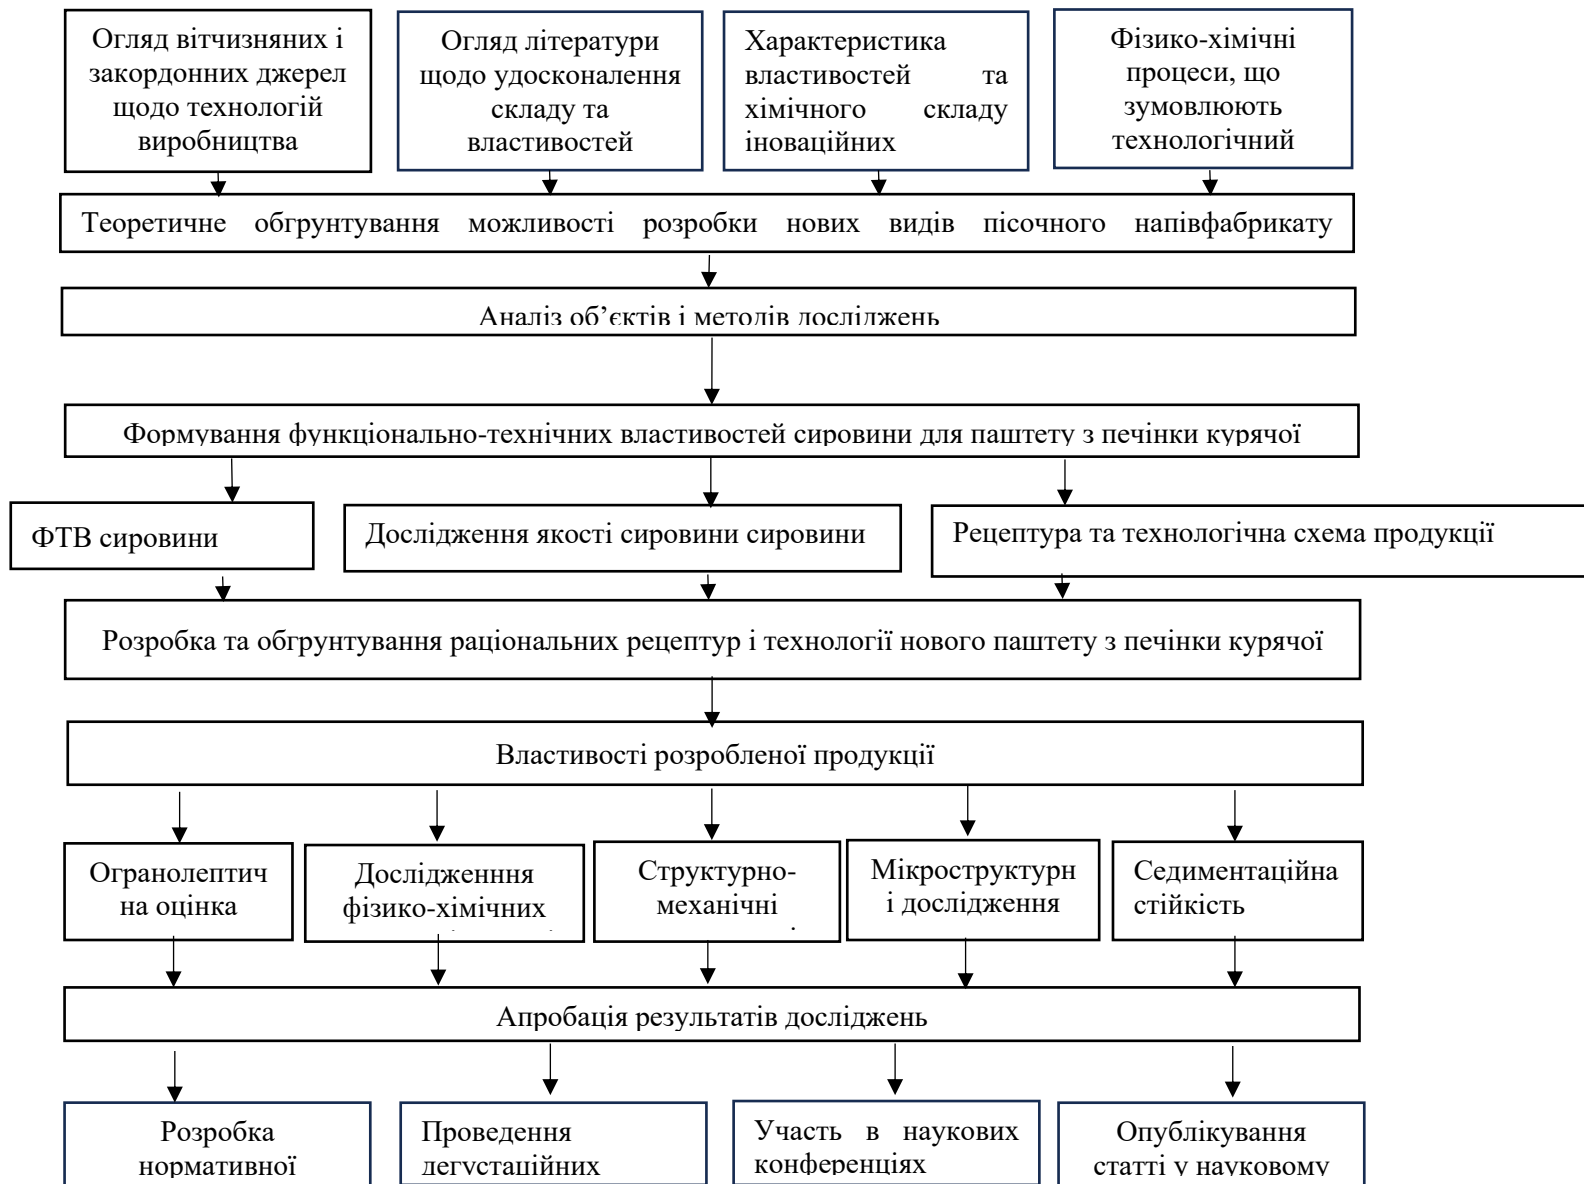 Огляд вітчизняних і
закордонних джерел
щодо технологій
виробництва
Огляд літератури
щодо удосконалення
складу та
властивостей
Характеристика
властивостей та
хімічного складу
іноваційних
Фізико-хімічні
процеси, що
зумовлюють
технологічний
Теоретичне обгрунтування можливості розробки нових видів пісочного напівфабрикату
Аналіз об’єктів і методів досліджень
Формування функціонально-технічних властивостей сировини для паштету з печінки курячої
ФТВ сировини
Дослідження якості сировини сировини
Рецептура та технологічна схема продукції
Розробка та обгрунтування раціональних рецептур і технології нового паштету з печінки курячої
Властивості розробленої продукції
Огранолептич
на оцінка
Дослідженння
фізико-хімічних
Структурно-
механічні
Мікроструктурн
і дослідження
Седиментаційна
стійкість
Апробація результатів досліджень
Розробка
нормативної
Проведення
дегустаційних
Участь в наукових
конференціях
Опублікування
статті у науковому